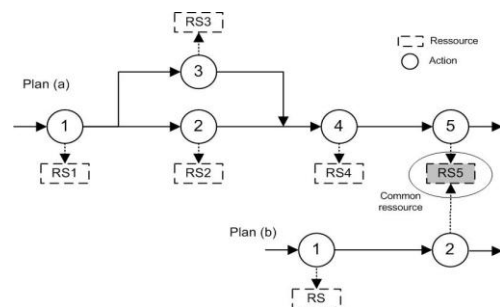 RS3
Ressource
Action
3
Plan (a)
1
2
4
5
RS1
RS2
RS4
RS5
Common
ressource
Plan (b)
1
2
RS